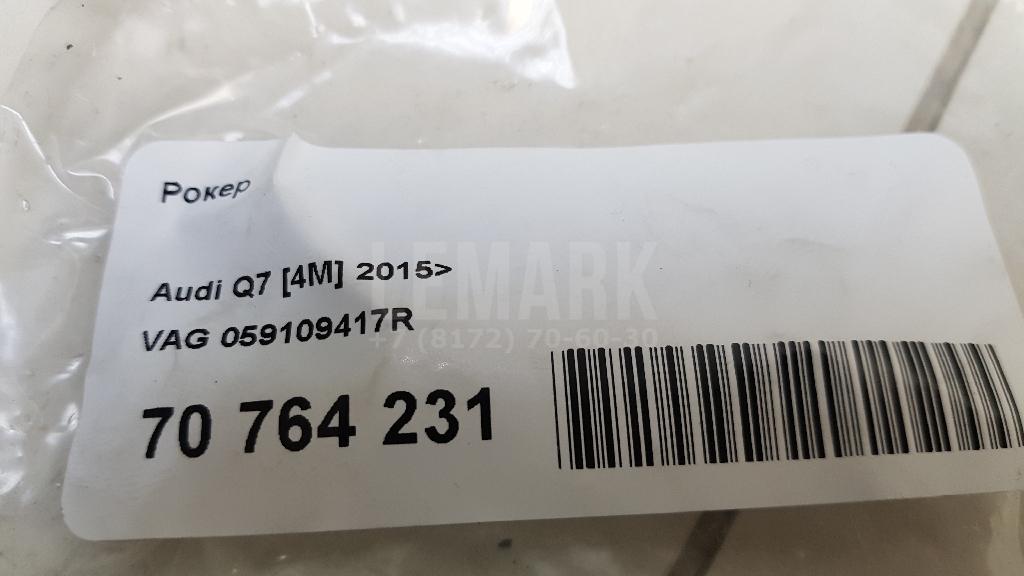 Рокер
Audi Q7 [4M] 2015>
VAG 059109417R
70 764 231
LEMARK
+7 (8172) 70-60-30